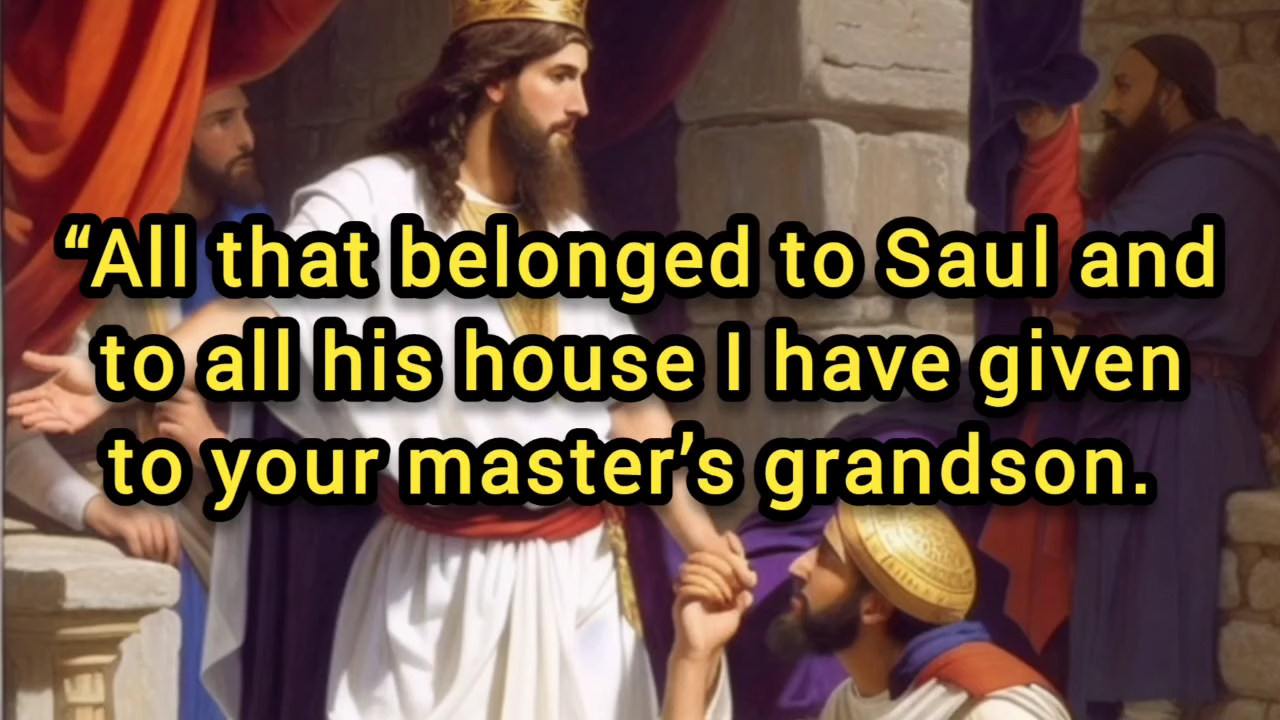 “All that belonged to Saul and
to all his house I have given
to your master’s grandson.